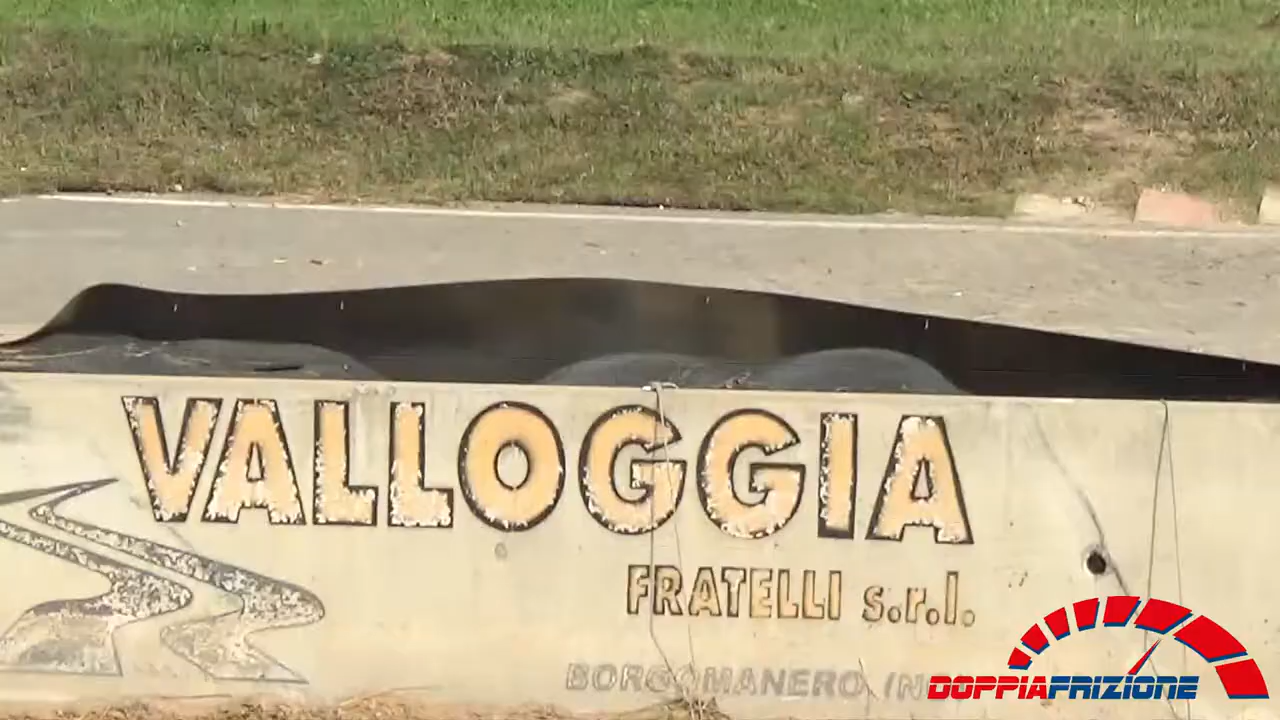 VALLOGGIA
FRATELLI s.r.l.
BORGOMANERO (N
DOPPIAFRIZIONE